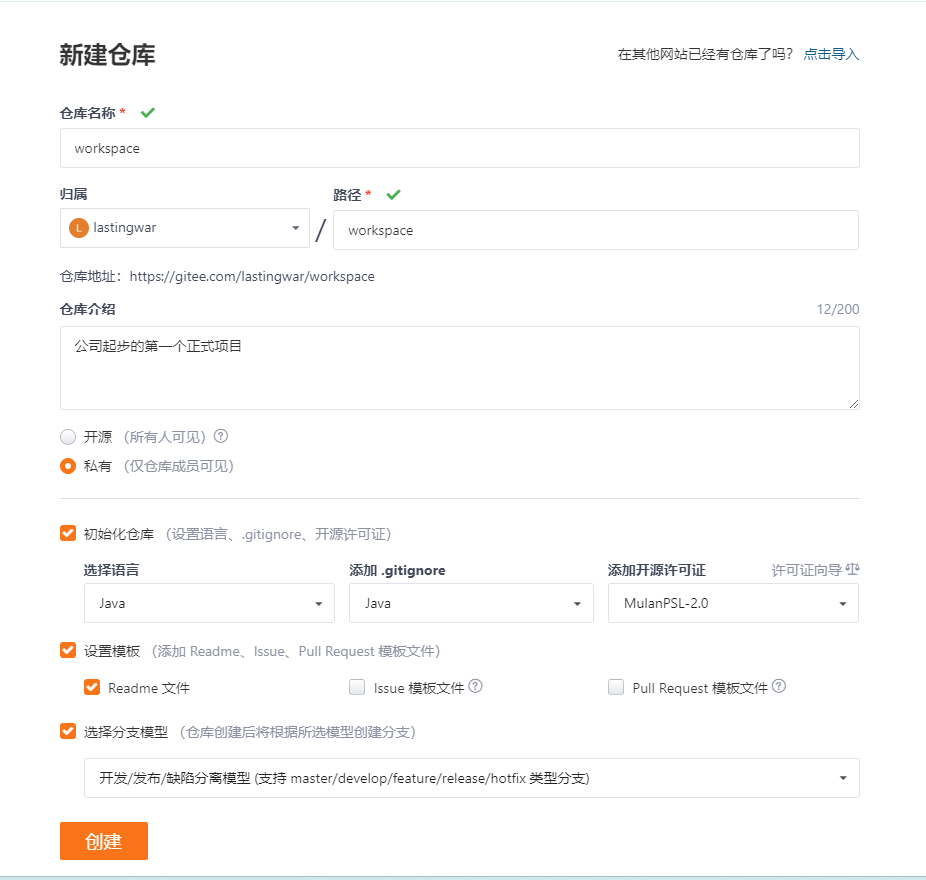 新建仓库
在其他网站已经有仓库了吗? 点击导入
仓库名称 *
workspace
归属
路径 *
L lastingwar
/
workspace
仓库地址：https://gitee.com/lastingwar/workspace
仓库介绍
12/200
公司起步的第一个正式项目
开源 （所有人可见） ?
私有 （仅仓库成员可见）
初始化仓库 （设置语言、.gitignore、开源许可证）
选择语言
添加 .gitignore
添加开源许可证
许可证向导
Java
Java
MulanPSL-2.0
设置模板 （添加 Readme、Issue、Pull Request 模板文件）
Readme 文件
Issue 模板文件 ?
Pull Request 模板文件 ?
选择分支模型 （仓库创建后将根据所选模型创建分支）
开发/发布/缺陷分离模型 (支持 master/develop/feature/release/hotfix 类型分支)
创建